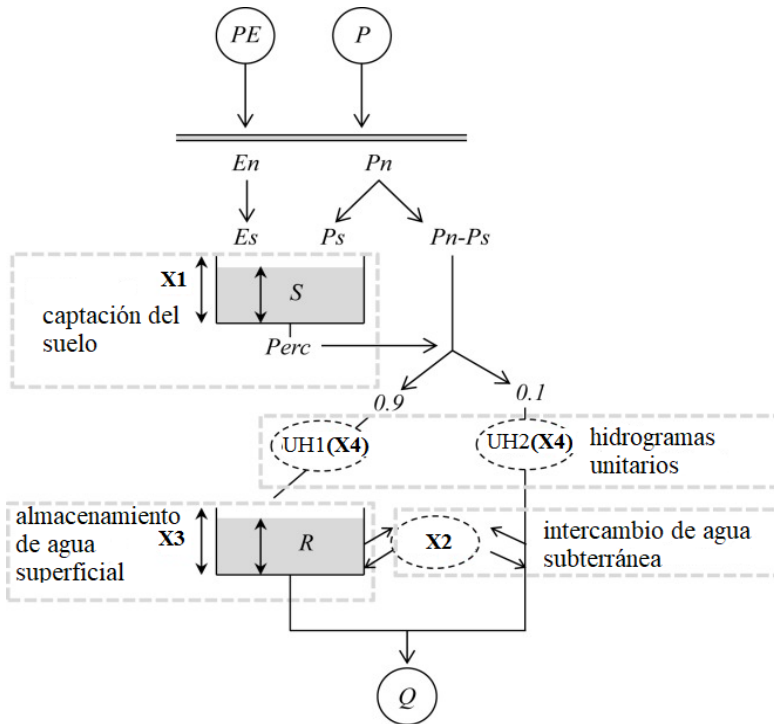 PE
P
En
Pn
Es
Ps
Pn-Ps
X1
S
captación del
suelo
Perc
0.9
0.1
UH1(X4)
UH2(X4)
hidrogramas
unitarios
almacenamiento
de agua
superficial
X3
R
X2
intercambio de agua
subterránea
Q